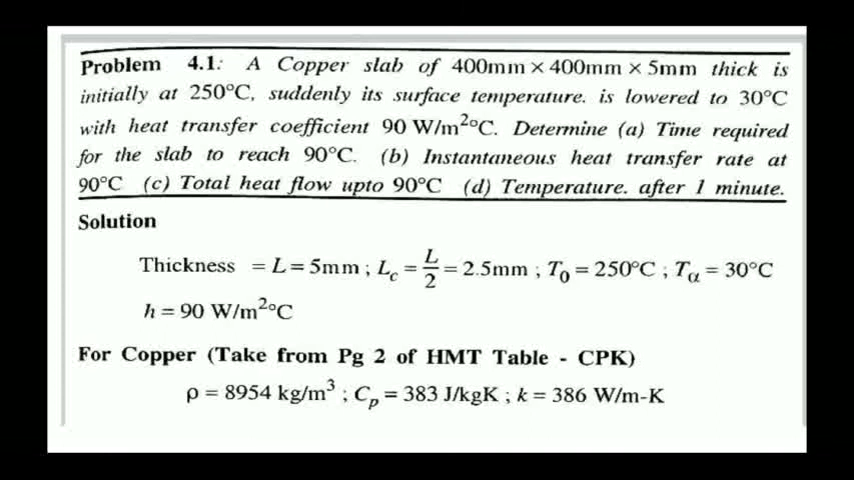 Problem 4.1: A Copper slab of 400mm × 400mm × 5mm thick is
initially at 250°C, suddenly its surface temperature. is lowered to 30°C
with heat transfer coefficient 90 W/m²°C. Determine (a) Time required
for the slab to reach 90°C. (b) Instantaneous heat transfer rate at
90°C (c) Total heat flow upto 90°C (d) Temperature. after 1 minute.
Solution
Thickness = L = 5mm ; L_c = L/2 = 2.5mm ; T_0 = 250°C ; T_α = 30°C
h = 90 W/m²°C
For Copper (Take from Pg 2 of HMT Table - CPK)
ρ = 8954 kg/m³ ; C_p = 383 J/kgK ; k = 386 W/m-K